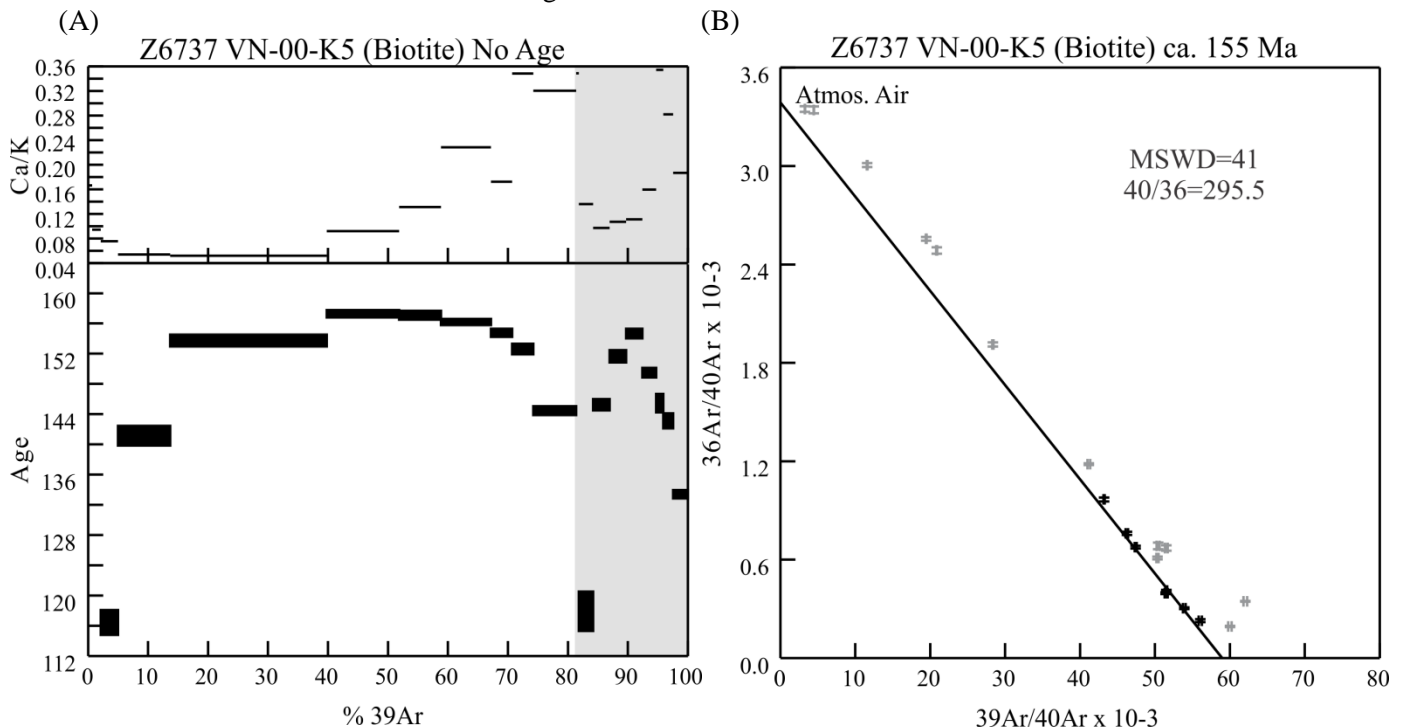 (A)
(B)
Z6737 VN-00-K5 (Biotite) No Age
Z6737 VN-00-K5 (Biotite) ca. 155 Ma
0.36
0.32
0.28
0.24
0.20
0.16
0.12
0.08
0.04
Ca/K
160
152
144
136
128
120
112
Age
0 10 20 30 40 50 60 70 80 90 100
% 39Ar
3.6
3.0
2.4
1.8
1.2
0.6
0.0
36Ar/40Ar x 10-3
Atmos. Air
MSWD=41
40/36=295.5
0 10 20 30 40 50 60 70 80
39Ar/40Ar x 10-3